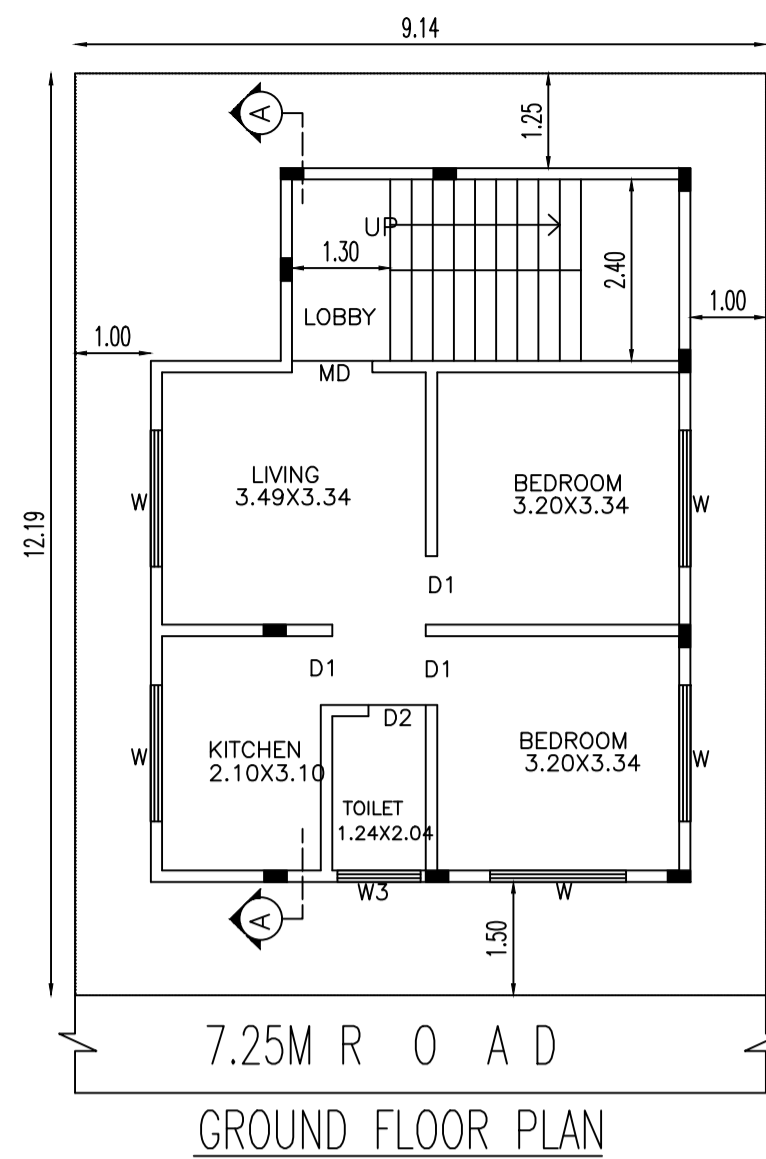 9.14
A
1.25
UP
1.30
2.40
LOBBY
1.00
1.00
MD
LIVING
3.49X3.34
BEDROOM
3.20X3.34
W
W
12.19
D1
D1
D1
D2
KITCHEN
2.10X3.10
BEDROOM
3.20X3.34
W
W
TOILET
1.24X2.04
W3
W
A
1.50
7.25M R O A D
GROUND FLOOR PLAN